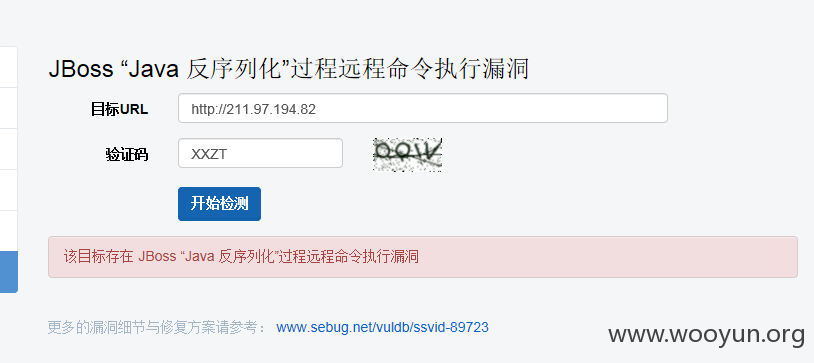 JBoss “Java 反序列化”过程远程命令执行漏洞
目标URL http://211.97.194.82
验证码 XXZT
开始检测
该目标存在 JBoss “Java 反序列化”过程远程命令执行漏洞
更多的漏洞细节与修复方案请参考： www.sebug.net/vuldb/ssvid-89723
www.wooyun.org